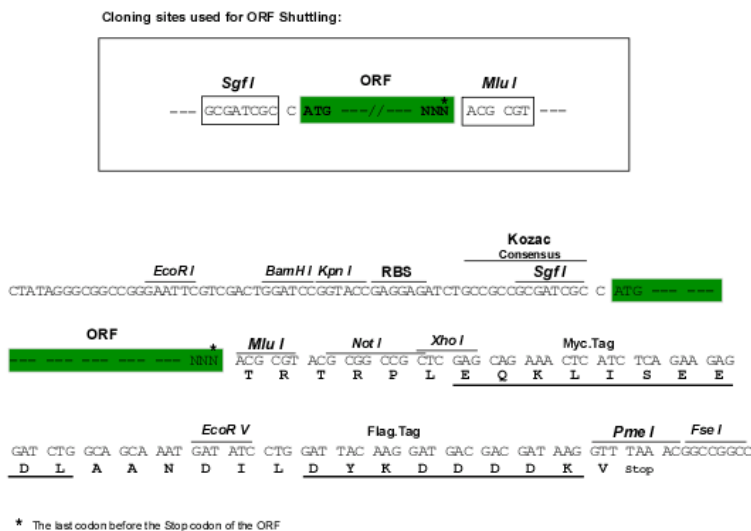 Cloning sites used for ORF Shuttling:
Sgf I ORF Mlu I
*
--- GCGATCGC C ATG ---//--- NNN ACG CGT ---
Kozac
Consensus
EcoR I BamH I Kpn I RBS Sgf I
CTATAGGGCGGCCGGGAATTCGTCGACTGGATCCGGTACCGAGGAGATCTGCCGCCGCGATCGC C ATG --- ---
ORF
* Mlu I Not I Xho I Myc.Tag
--- --- --- --- --- --- NNN ACG CGT ACG CGG CCG CTC GAG CAG AAA CTC ATC TCA GAA GAG
T R T R P L E Q K L I S E E
EcoR V Flag.Tag Pme I Fse I
GAT CTG GCA GCA AAT GAT ATC CTG GAT TAC AAG GAT GAC GAC GAT AAG GTT TAA ACGGCCGGCC
D L A A N D I L D Y K D D D D K V Stop
* The last codon before the Stop codon of the ORF